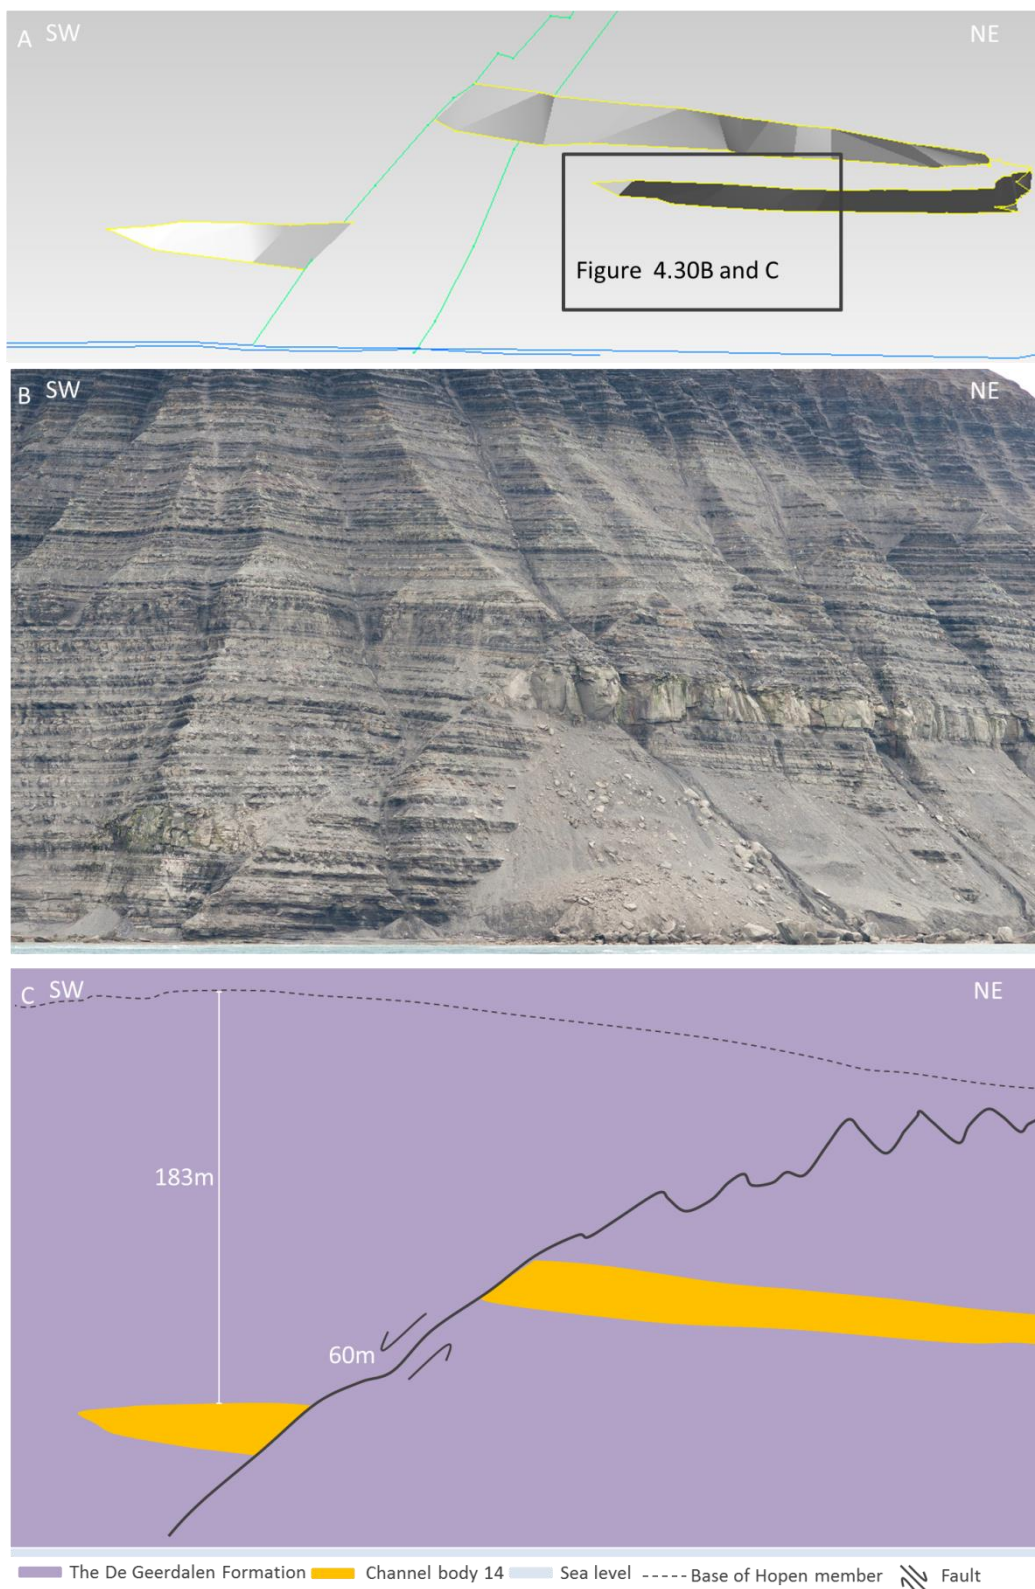 A SW NE
Figure 4.30B and C
B SW NE
C SW NE
183m
60m
The De Geerdalen Formation Channel body 14 Sea level Base of Hopen member Fault